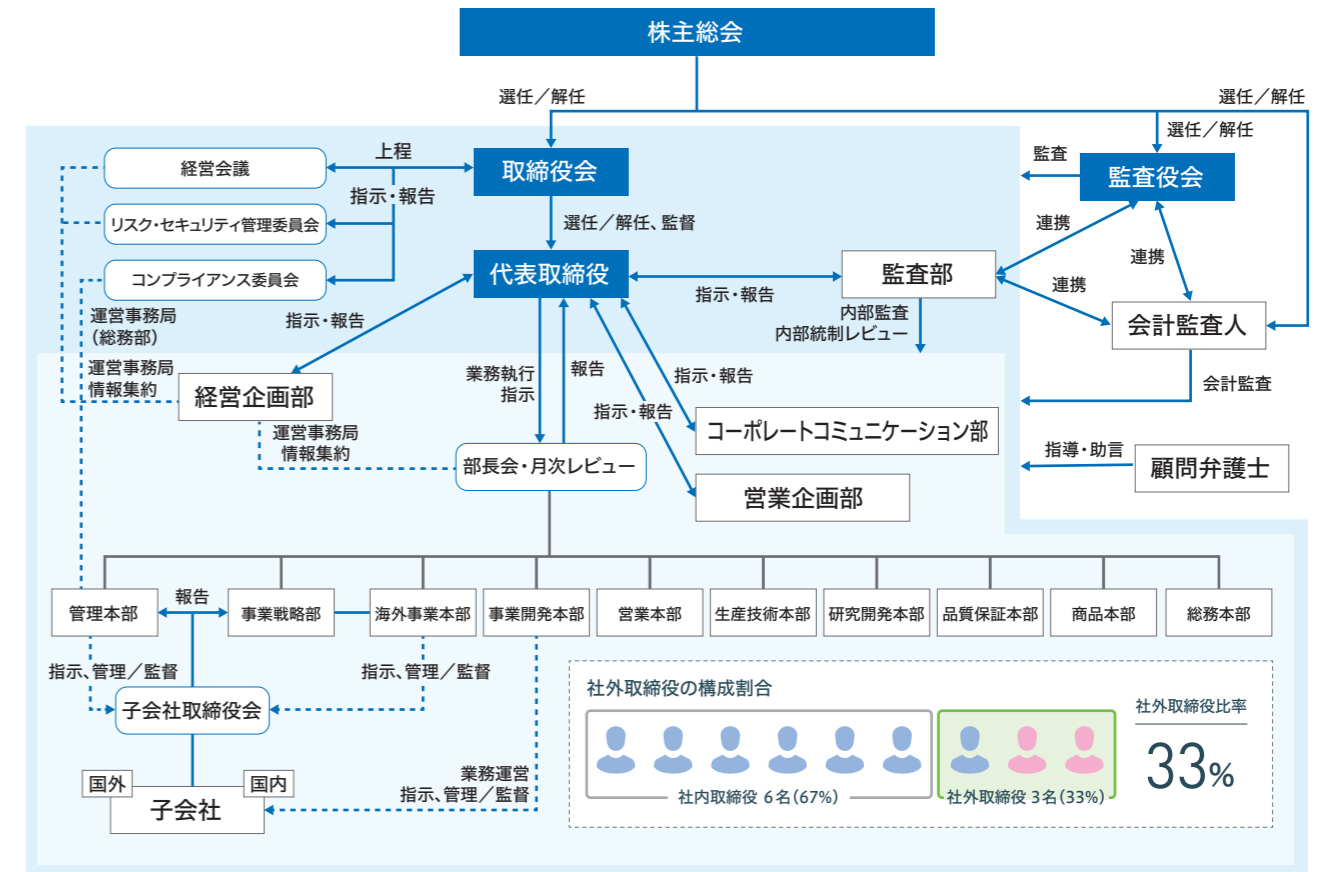 株主総会
選任／解任
選任／解任
選任／解任
経営会議
上程
取締役会
監査
監査役会
指示・報告
リスク・セキュリティ管理委員会
選任／解任、監督
連携
連携
コンプライアンス委員会
代表取締役
指示・報告
監査部
連携
運営事務局
（総務部）
指示・報告
内部監査
内部統制レビュー
会計監査人
運営事務局
情報集約
経営企画部
業務執行
指示
報告
指示・報告
会計監査
指示・報告
コーポレートコミュニケーション部
運営事務局
情報集約
部長会・月次レビュー
営業企画部
指導・助言
顧問弁護士
管理本部
報告
事業戦略部
海外事業本部
事業開発本部
営業本部
生産技術本部
研究開発本部
品質保証本部
商品本部
総務本部
指示、管理／監督
指示、管理／監督
子会社取締役会
国外
国内
子会社
業務運営
指示、管理／監督
社外取締役の構成割合
社内取締役 6名（67%）
社外取締役 3名（33%）
社外取締役比率
33%